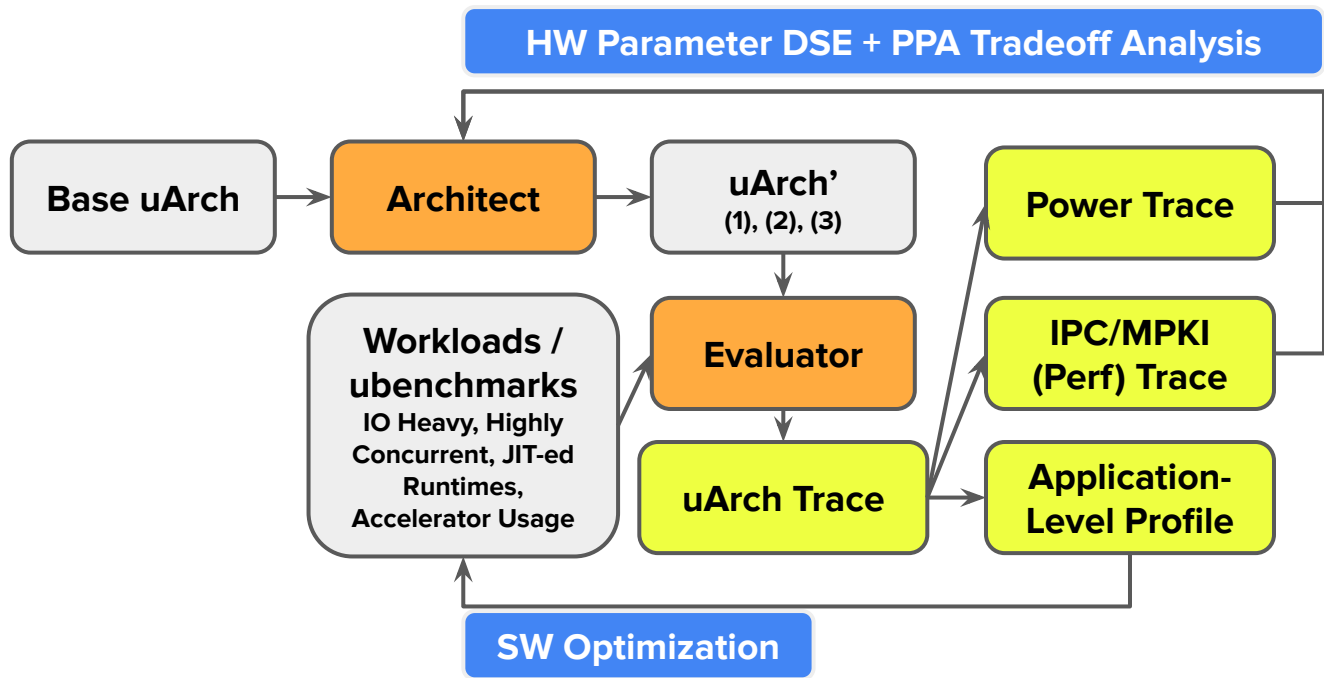 HW Parameter DSE + PPA Tradeoff Analysis
Base uArch
Architect
uArch’
(1), (2), (3)
Power Trace
Workloads /
ubenchmarks
IO Heavy, Highly
Concurrent, JIT-ed
Runtimes,
Accelerator Usage
Evaluator
IPC/MPKI
(Perf) Trace
uArch Trace
Application-
Level Profile
SW Optimization